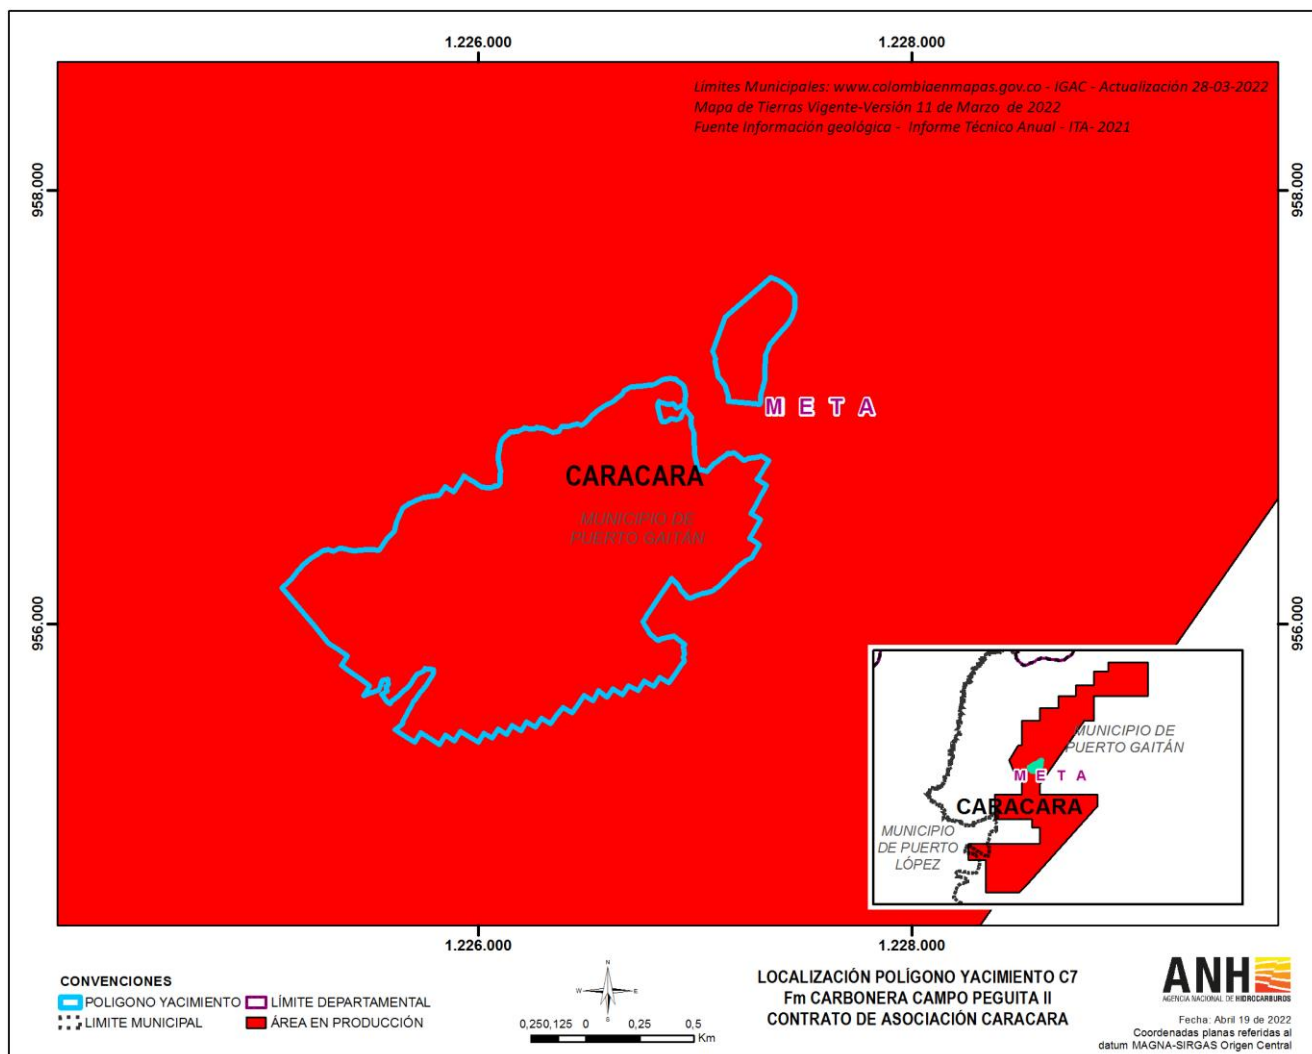 1.226.000
1.228.000
Límites Municipales: www.colombiaenmapas.gov.co - IGAC - Actualización 28-03-2022
Mapa de Tierras Vigente-Versión 11 de Marzo de 2022
Fuente información geológica - Informe Técnico Anual - ITA- 2021
958.000
958.000
M E T A
CARACARA
MUNICIPIO DE
PUERTO GAITÁN
956.000
956.000
MUNICIPIO DE
PUERTO GAITÁN
M E T A
CARACARA
MUNICIPIO
DE PUERTO
LÓPEZ
1.226.000
1.228.000
CONVENCIONES
POLIGONO YACIMIENTO
LÍMITE DEPARTAMENTAL
LIMITE MUNICIPAL
ÁREA EN PRODUCCIÓN
N
W
E
S
0,250,125 0 0,25 0,5
Km
LOCALIZACIÓN POLÍGONO YACIMIENTO C7
Fm CARBONERA CAMPO PEGUITA II
CONTRATO DE ASOCIACIÓN CARACARA
ANH
AGENCIA NACIONAL DE HIDROCARBUROS
Fecha: Abril 19 de 2022
Coordenadas planas referidas al
datum MAGNA-SIRGAS Origen Central